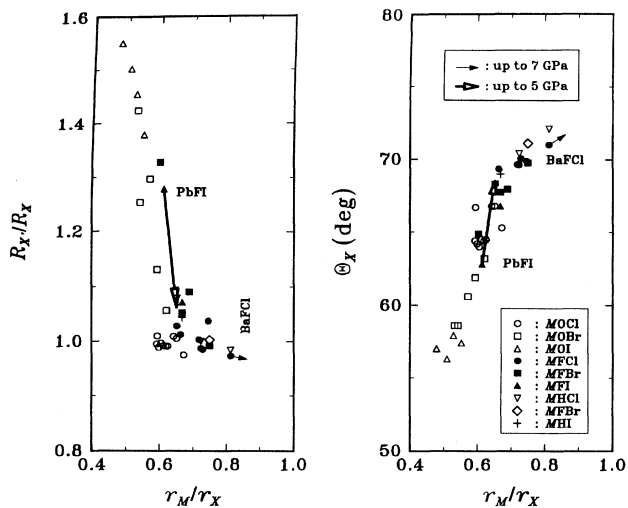 1.6
1.4
1.2
1.0
0.8
R_X'/R_X
PbFI
BaFCl
0.4 0.6 0.8 1.0
r_M/r_X
80
70
60
50
Θ_X (deg)
: up to 7 GPa
: up to 5 GPa
BaFCl
PbFI
: MOCl
: MOBr
: MOI
: MFCl
: MFBr
: MFI
: MHCl
: MFBr
: MHI
0.4 0.6 0.8 1.0
r_M/r_X